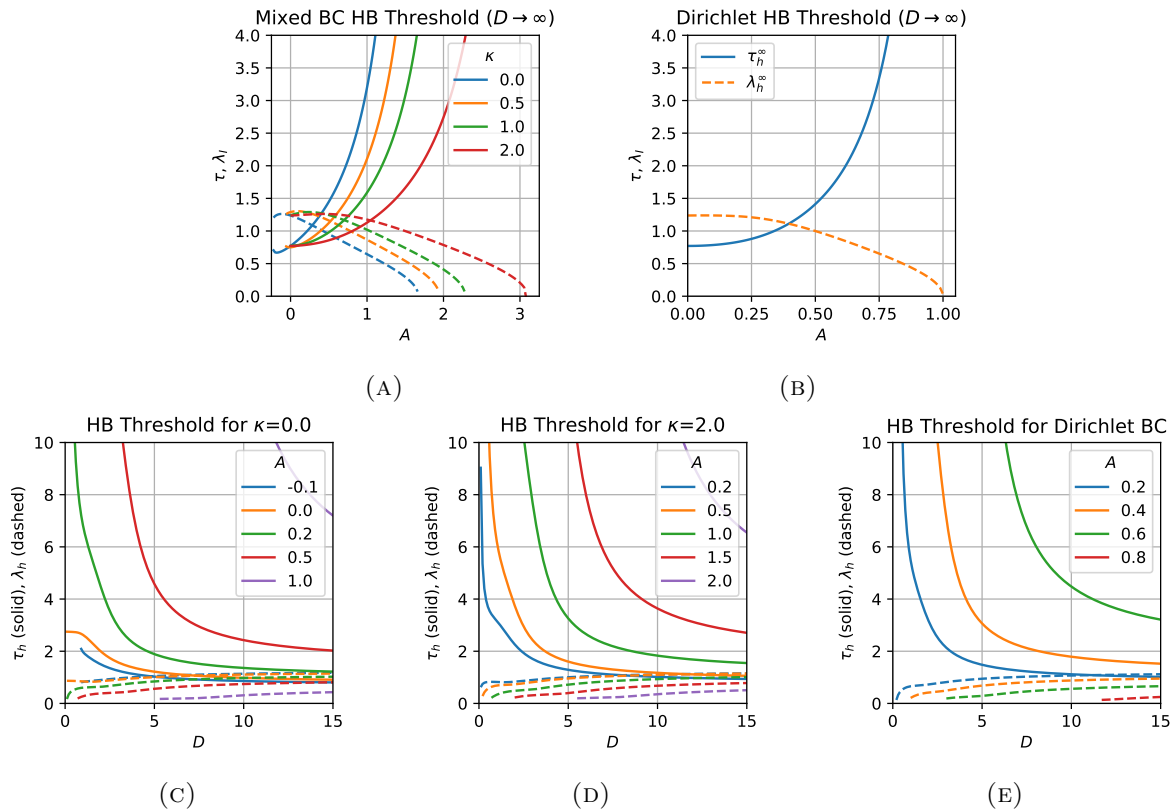 Mixed BC HB Threshold (D → ∞)
τ, λ_l
4.0
3.5
3.0
2.5
2.0
1.5
1.0
0.5
0.0
κ
0.0
0.5
1.0
2.0
0 1 2 3
A
(A)
Dirichlet HB Threshold (D → ∞)
4.0
3.5
3.0
2.5
2.0
1.5
1.0
0.5
0.0
τ_h^∞
λ_h^∞
0.00 0.25 0.50 0.75 1.00
A
(B)
HB Threshold for κ=0.0
τ_h (solid), λ_h (dashed)
10
8
6
4
2
0
A
-0.1
0.0
0.2
0.5
1.0
0 5 10 15
D
(C)
HB Threshold for κ=2.0
τ_h (solid), λ_h (dashed)
10
8
6
4
2
0
A
0.2
0.5
1.0
1.5
2.0
0 5 10 15
D
(D)
HB Threshold for Dirichlet BC
τ_h (solid), λ_h (dashed)
10
8
6
4
2
0
A
0.2
0.4
0.6
0.8
0 5 10 15
D
(E)